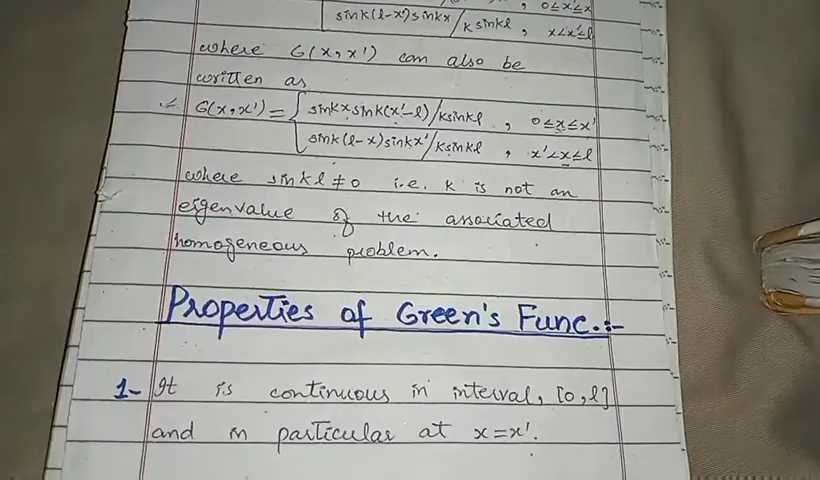 , 0≤x'≤x
sink(l-x')sinkx/ksinkl , x<x'≤l
where G(x,x') can also be
written as
∴ G(x,x') = { sinkx sink(x'-l)/ksinkl , 0≤x≤x'
sink(l-x)sinkx'/ksinkl , x'<x≤l
where sinkl≠0 i.e. k is not an
eigenvalue of the associated
homogeneous problem.
Properties of Green's Func.:-
1- It is continuous in interval, [0,l]
and in particular at x=x'.